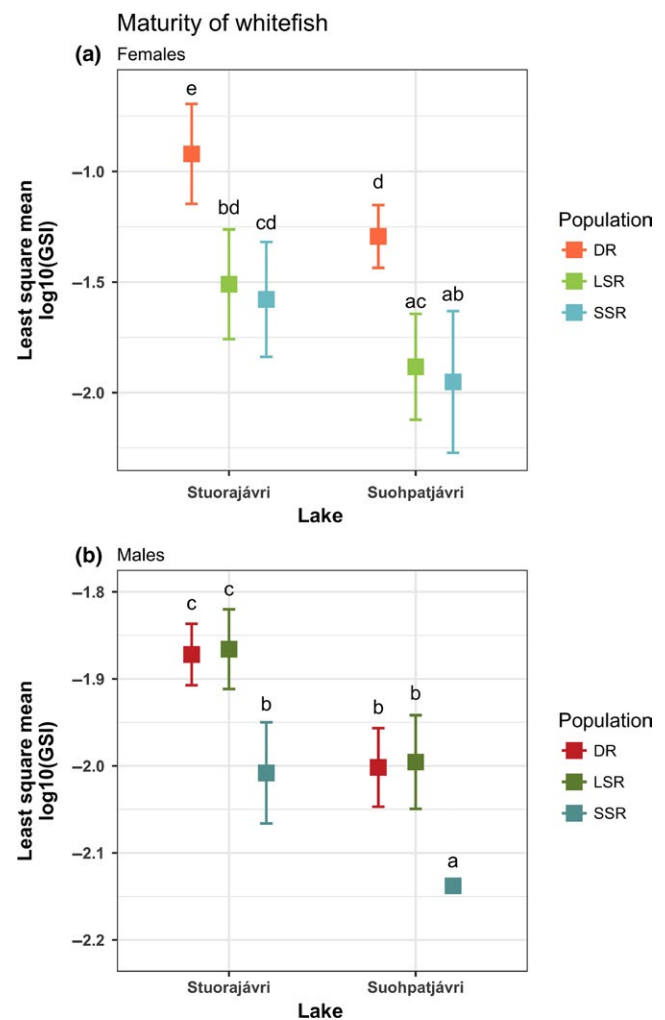 Maturity of whitefish
(a) Females
Least square mean
log10(GSI)
−1.0
−1.5
−2.0
e
bd
cd
d
ac
ab
Stuorajávri
Suohpatjávri
Lake
Population
DR
LSR
SSR
(b) Males
Least square mean
log10(GSI)
−1.8
−1.9
−2.0
−2.1
−2.2
c
c
b
b
b
a
Stuorajávri
Suohpatjávri
Lake
Population
DR
LSR
SSR